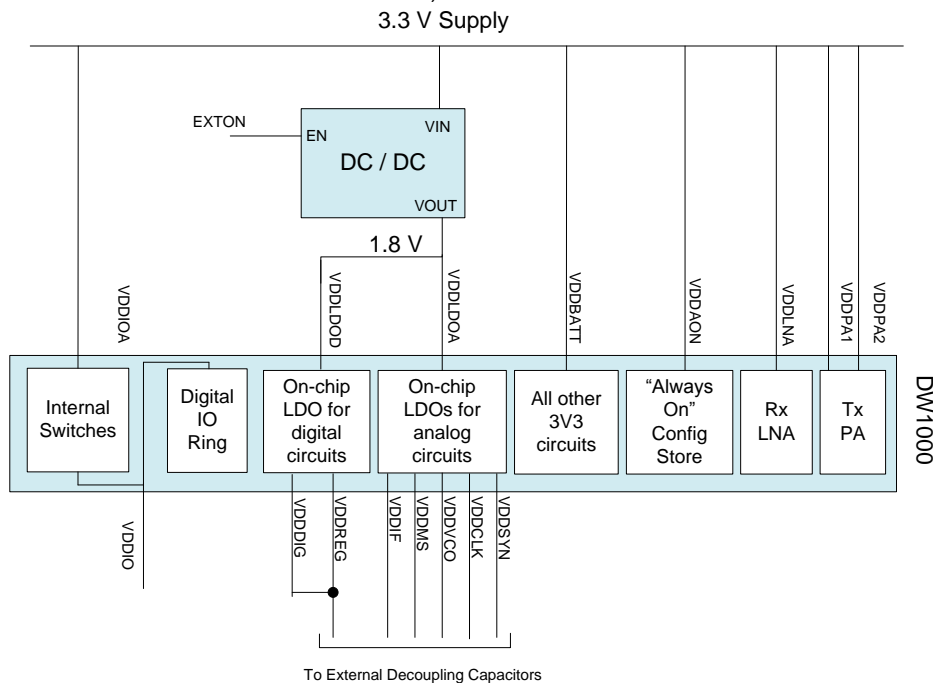 3.3 V Supply
EXTON
EN
VIN
DC / DC
VOUT
1.8 V
VDDIOA
VDDLDOD
VDDLDOA
VDDBATT
VDDAON
VDDLNA
VDDPA1
VDDPA2
Internal
Switches
Digital
IO
Ring
On-chip
LDO for
digital
circuits
On-chip
LDOs for
analog
circuits
All other
3V3
circuits
“Always
On”
Config
Store
Rx
LNA
Tx
PA
DW1000
VDDIO
VDDDIG
VDDREG
VDDIF
VDDMS
VDDVCO
VDDCLK
VDDSYN
To External Decoupling Capacitors